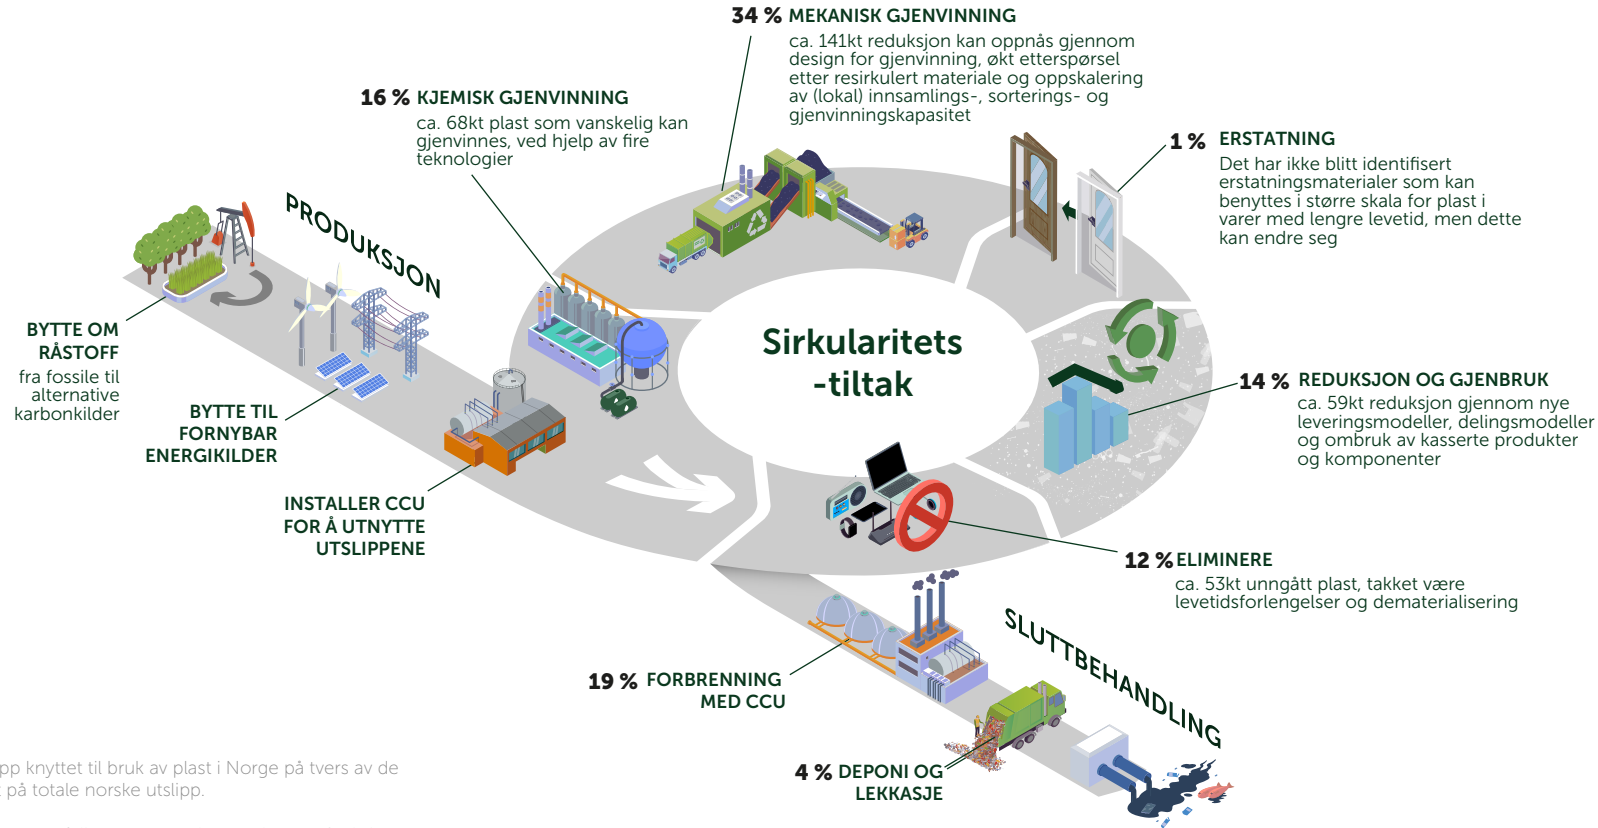 34 % MEKANISK GJENVINNING
ca. 141kt reduksjon kan oppnås gjennom
design for gjenvinning, økt etterspørsel
etter resirkulert materiale og oppskalering
av (lokal) innsamlings-, sorterings- og
gjenvinningskapasitet
16 % KJEMISK GJENVINNING
ca. 68kt plast som vanskelig kan
gjenvinnes, ved hjelp av fire
teknologier
1 % ERSTATNING
Det har ikke blitt identifisert
erstatningsmaterialer som kan
benyttes i større skala for plast i
varer med lengre levetid, men dette
kan endre seg
PRODUKSJON
BYTTE OM
RÅSTOFF
fra fossile til
alternative
karbonkilder
BYTTE TIL
FORNYBAR
ENERGIKILDER
INSTALLER CCU
FOR Å UTNYTTE
UTSLIPPENE
Sirkularitets
-tiltak
14 % REDUKSJON OG GJENBRUK
ca. 59kt reduksjon gjennom nye
leveringsmodeller, delingsmodeller
og ombruk av kasserte produkter
og komponenter
12 % ELIMINERE
ca. 53kt unngått plast, takket være
levetidsforlengelser og dematerialisering
SLUTTBEHANDLING
19 % FORBRENNING
MED CCU
4 % DEPONI OG
LEKKASJE
pp knyttet til bruk av plast i Norge på tvers av de
på totale norske utslipp.